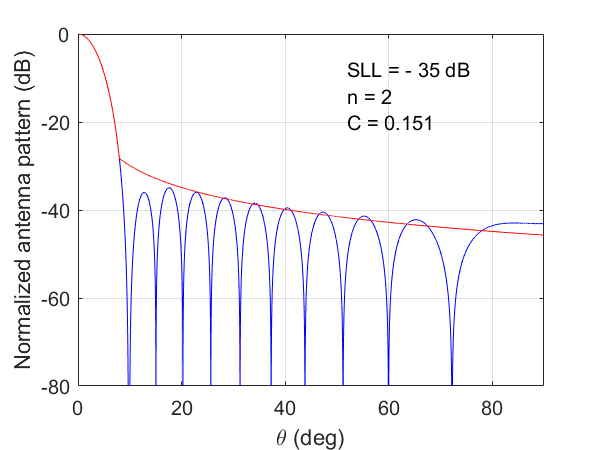 SLL = - 35 dB
n = 2
C = 0.151
0
-20
-40
-60
-80
Normalized antenna pattern (dB)
0 20 40 60 80
θ (deg)